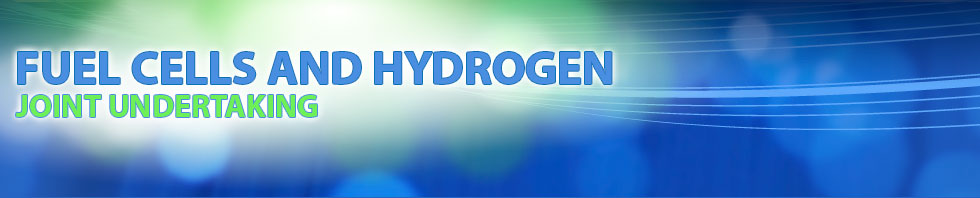 FUEL CELLS AND HYDROGEN
JOINT UNDERTAKING